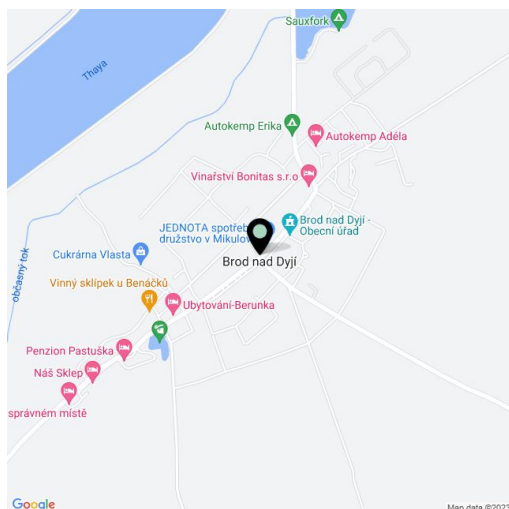 Sauxfork
Thaya
Autokemp Erika
Autokemp Adéla
Vinařství Bonitas s.r.o
Brod nad Dyjí -
Obecní úřad
JEDNOTA spotřeb
družstvo v Mikulov
Cukrárna Vlasta
Brod nad Dyjí
občasný tok
Vinný sklípek u Benáčků
Ubytování-Berunka
Penzion Pastuška
Náš Sklep
správném místě
Google
Map data ©2023